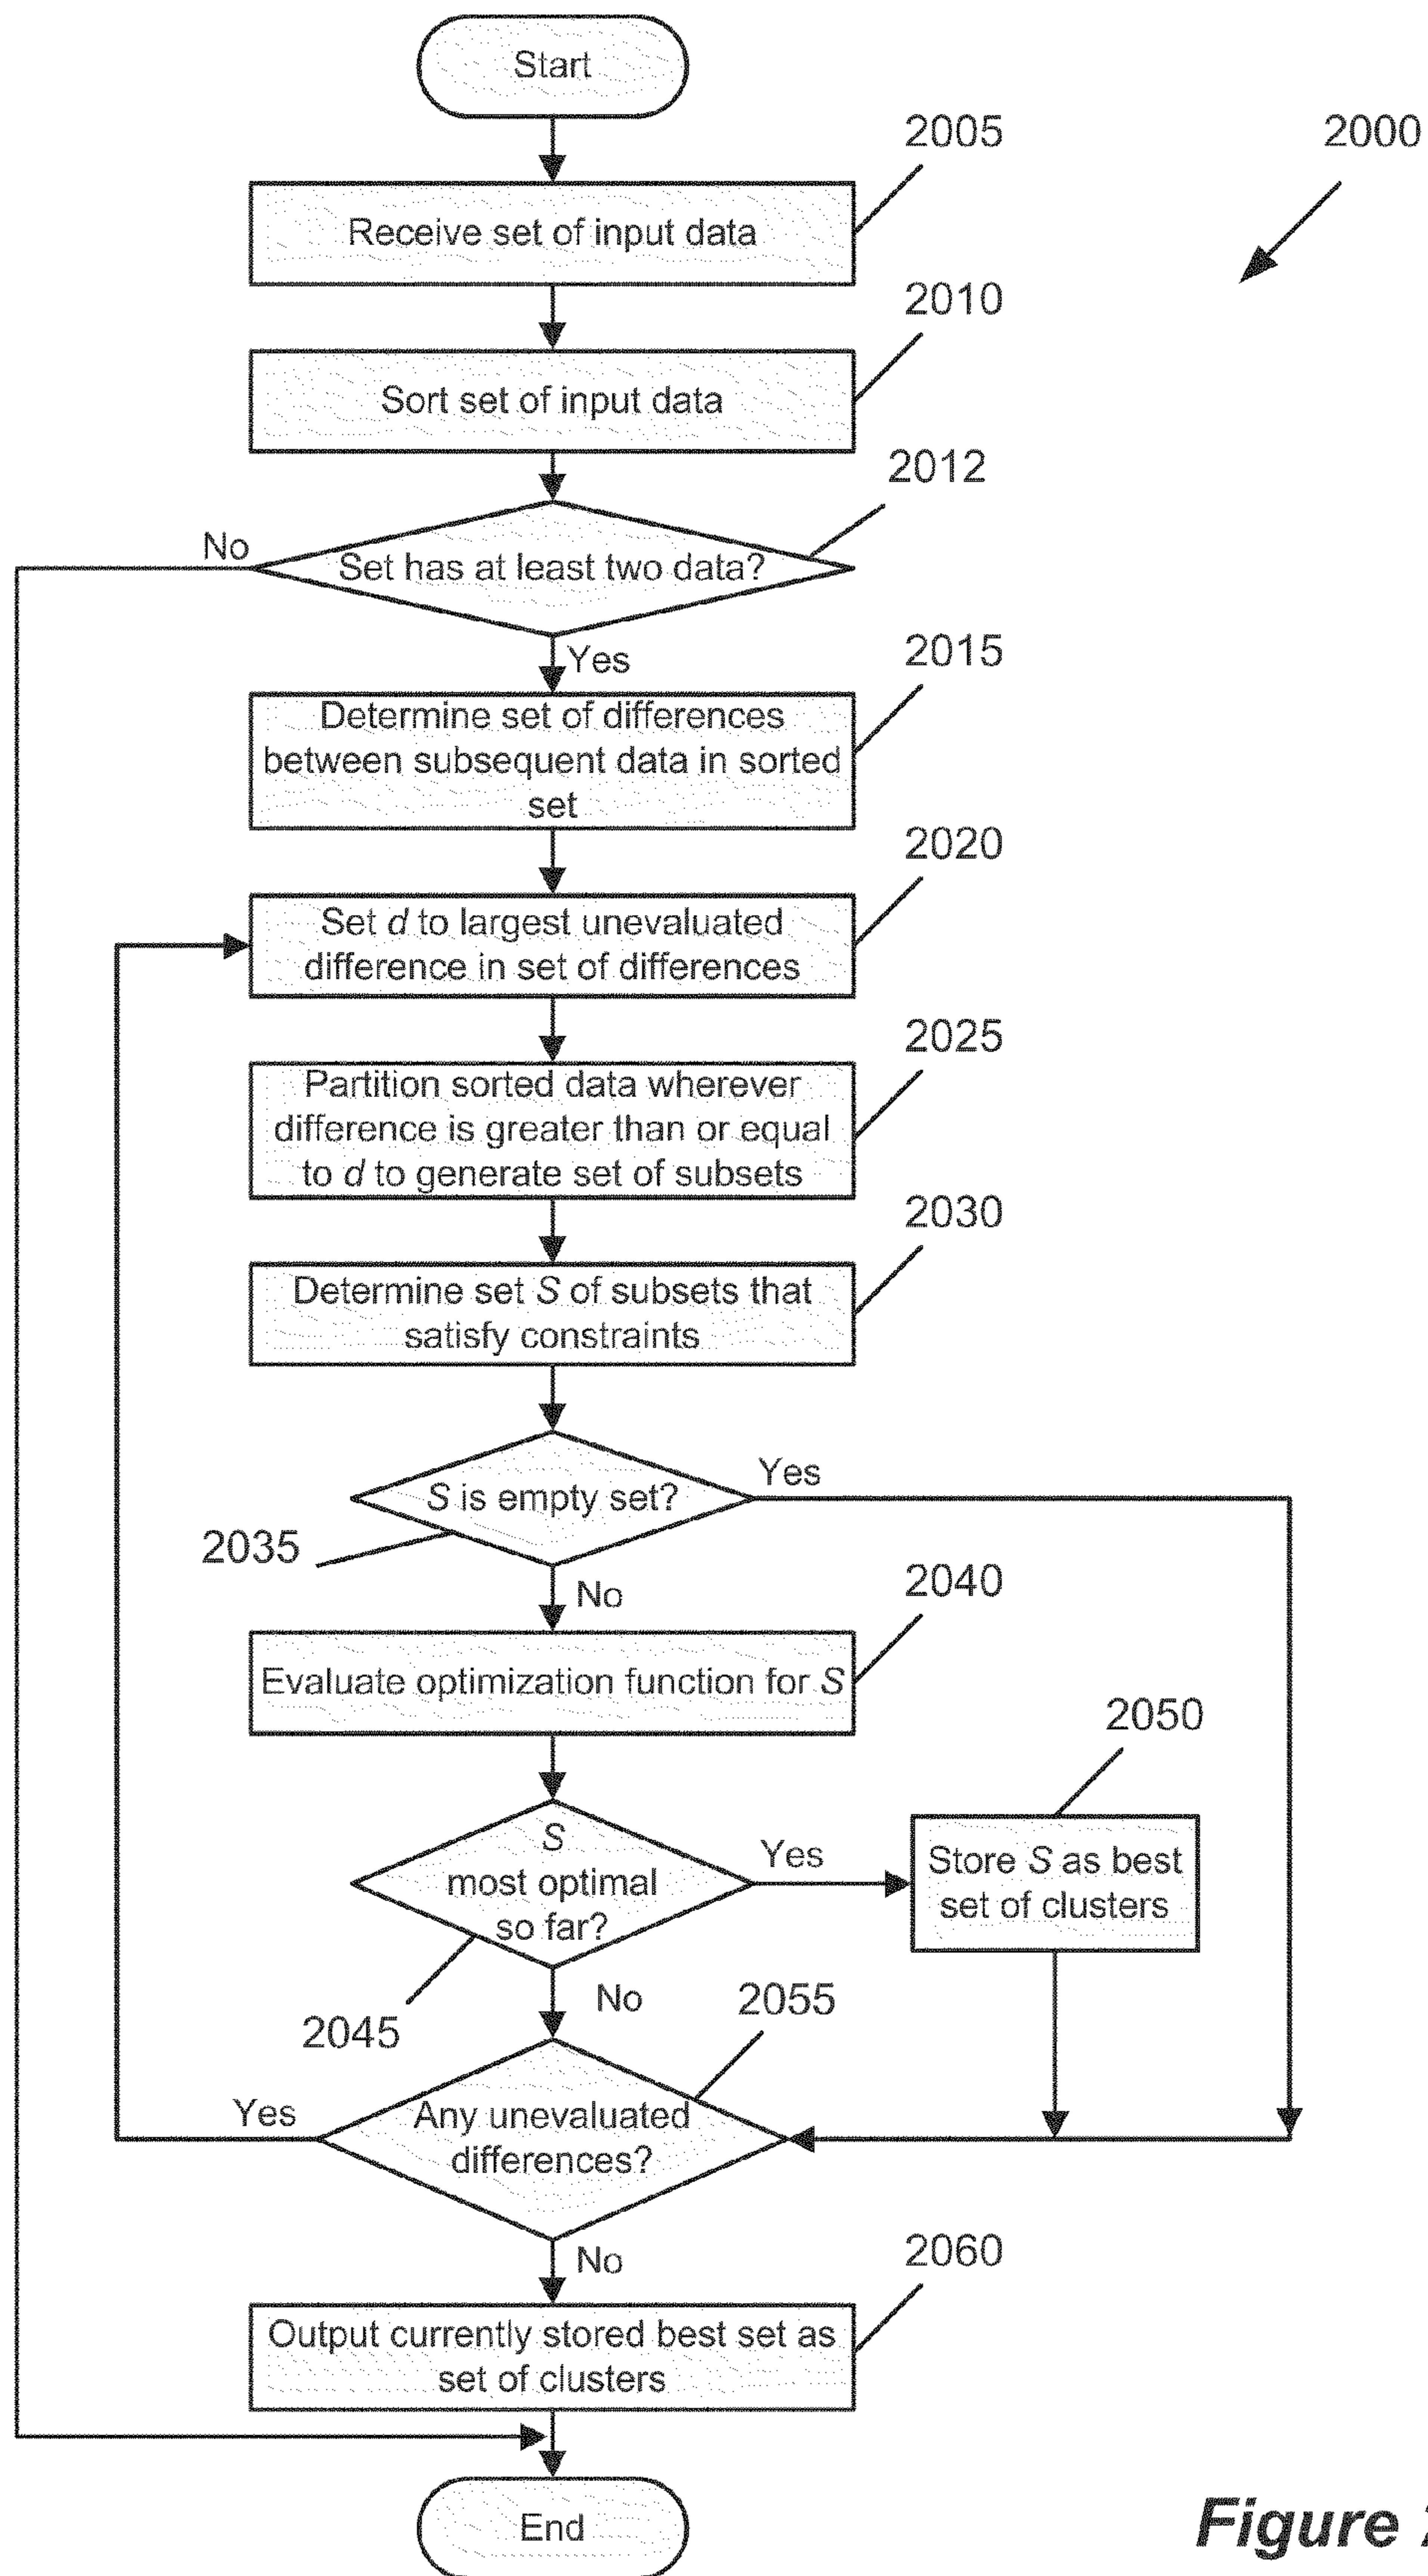 Start
2005
2000
Receive set of input data
2010
Sort set of input data
2012
No
Set has at least two data?
Yes
2015
Determine set of differences
between subsequent data in sorted
set
2020
Set d to largest unevaluated
difference in set of differences
2025
Partition sorted data wherever
difference is greater than or equal
to d to generate set of subsets
2030
Determine set S of subsets that
satisfy constraints
Yes
S is empty set?
2035
No
2040
Evaluate optimization function for S
2050
S
most optimal
so far?
Yes
Store S as best
set of clusters
No
2055
2045
Yes
Any unevaluated
differences?
No
2060
Output currently stored best set as
set of clusters
End
Figure